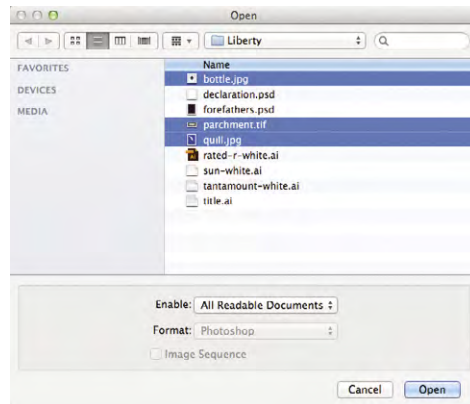 Open
Liberty
FAVORITES
DEVICES
MEDIA
Name
bottle.jpg
declaration.psd
forefathers.psd
parchment.tif
quill.jpg
rated-r-white.ai
sun-white.ai
tantamount-white.ai
title.ai
Enable: All Readable Documents
Format: Photoshop
Image Sequence
Cancel Open